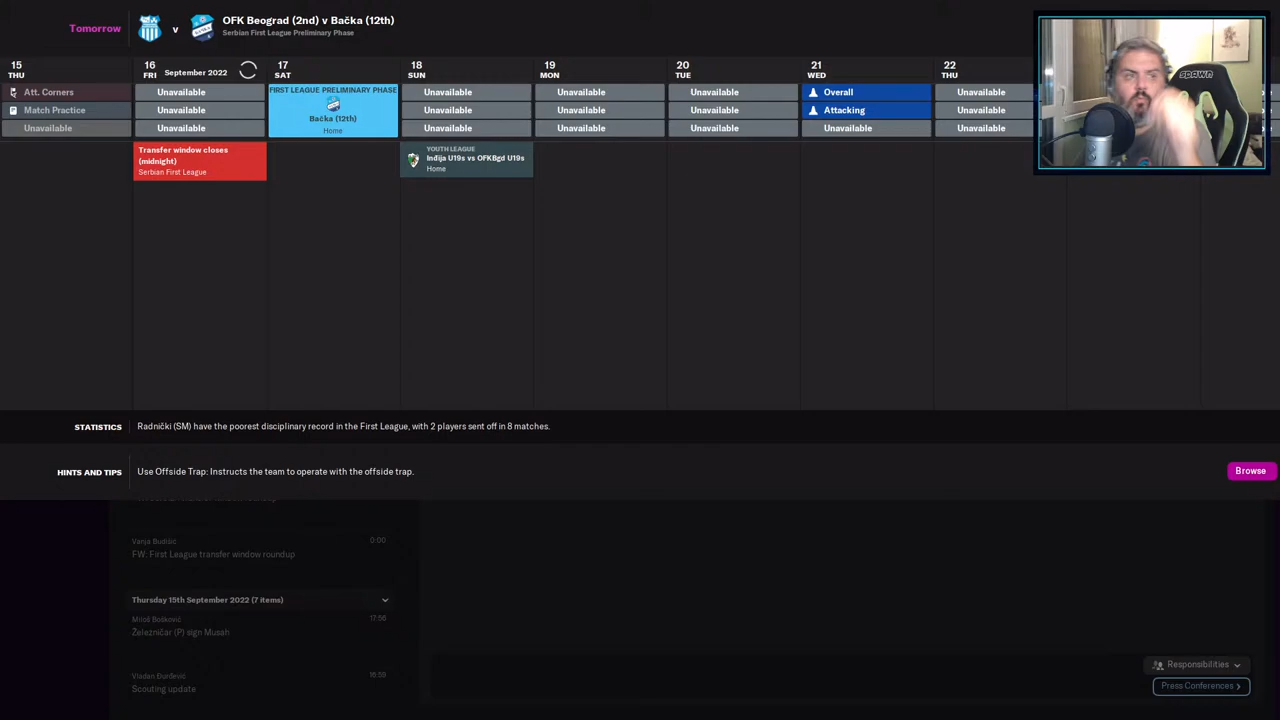 Tomorrow
v
OFK Beograd (2nd) v Bačka (12th)
Serbian First League Preliminary Phase
15
THU
16
FRI
September 2022
17
SAT
18
SUN
19
MON
20
TUE
21
WED
22
THU
Att. Corners
Unavailable
FIRST LEAGUE PRELIMINARY PHASE
Unavailable
Unavailable
Unavailable
Overall
Unavailable
Match Practice
Unavailable
Bačka (12th)
Unavailable
Unavailable
Unavailable
Attacking
Unavailable
Unavailable
Unavailable
Home
Unavailable
Unavailable
Unavailable
Unavailable
Unavailable
Transfer window closes
(midnight)
Serbian First League
YOUTH LEAGUE
Inđija U19s vs OFKBgd U19s
Home
SPAWN
STATISTICS
Radnički (SM) have the poorest disciplinary record in the First League, with 2 players sent off in 8 matches.
HINTS AND TIPS
Use Offside Trap: Instructs the team to operate with the offside trap.
Browse
Vanja Budišić
0:00
FW: First League transfer window roundup
Thursday 15th September 2022 (7 items)
Miloš Bošković
17:56
Železničar (P) sign Musah
Vladan Đurđević
16:58
Scouting update
Responsibilities
Press Conferences